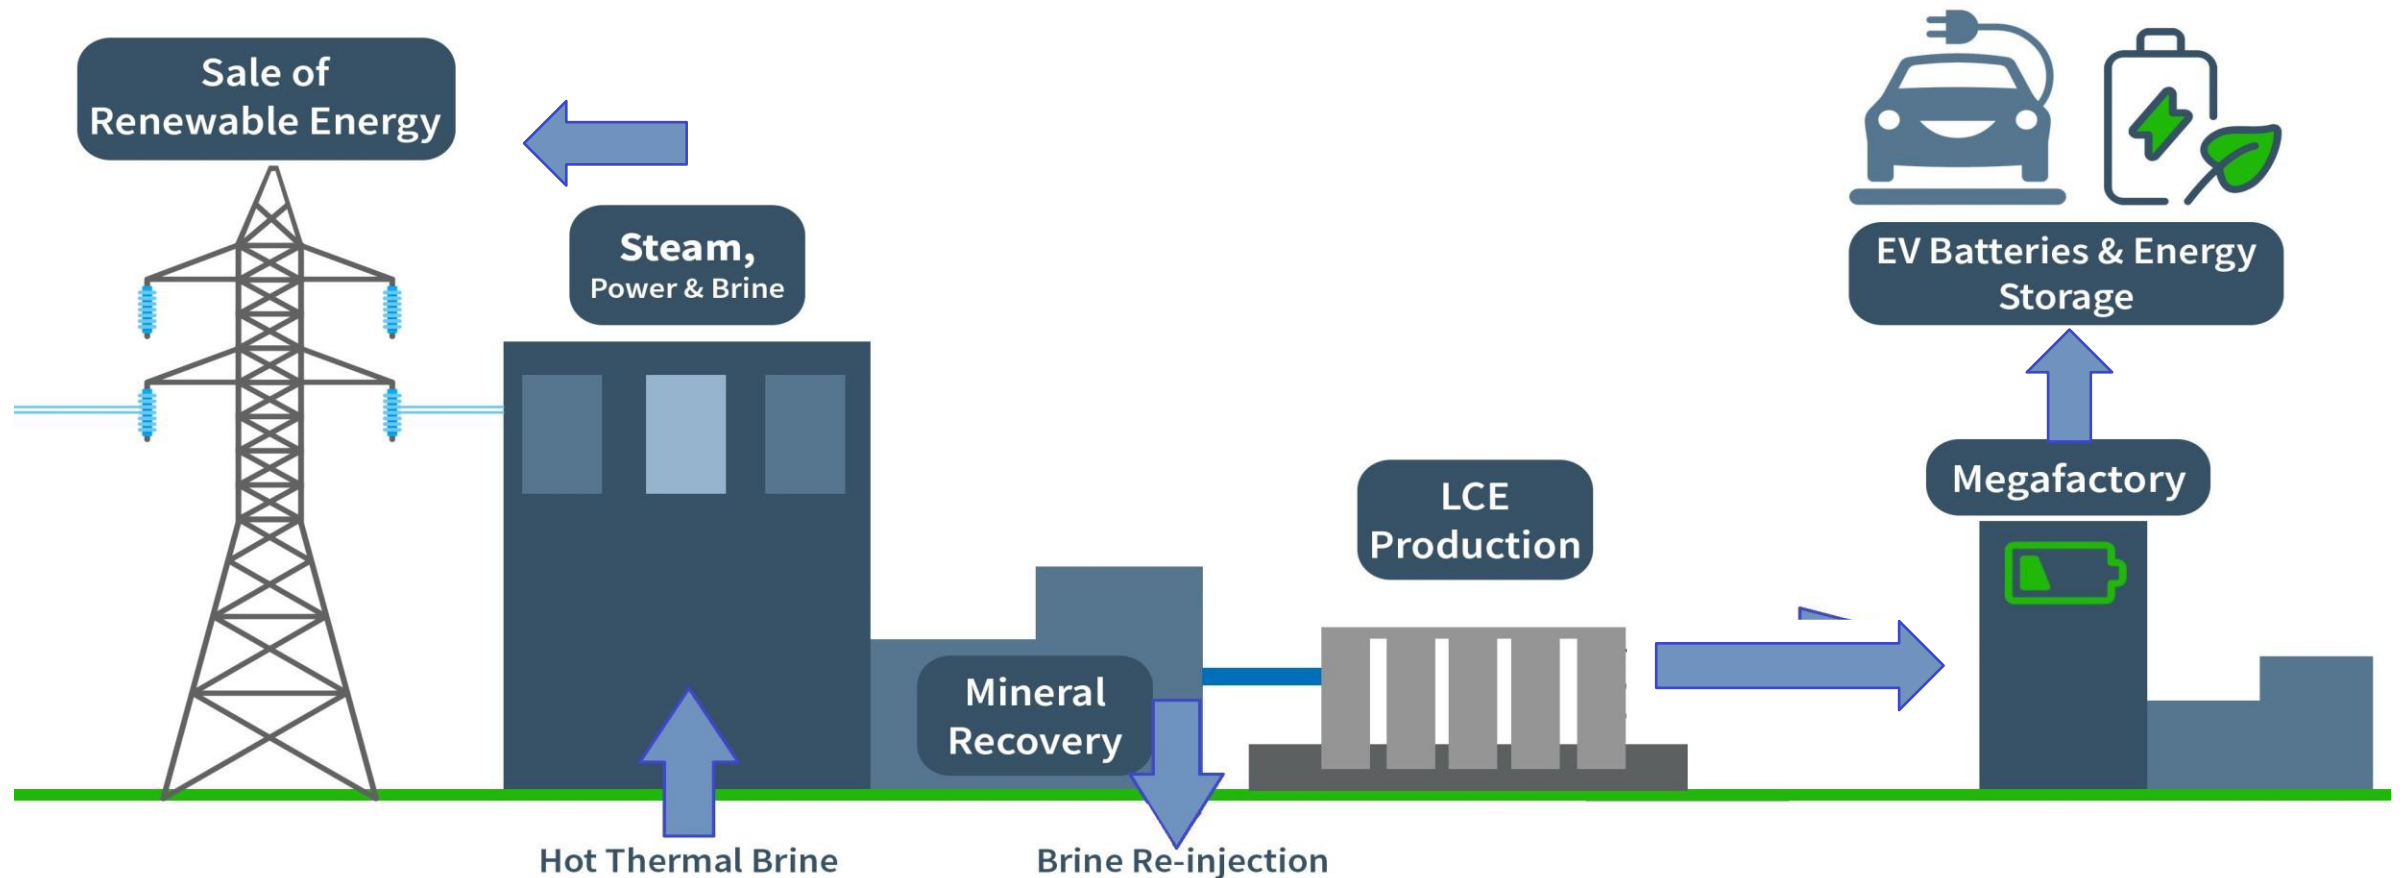 Sale of
Renewable Energy
Steam,
Power & Brine
EV Batteries & Energy
Storage
Megafactory
LCE
Production
Mineral
Recovery
Hot Thermal Brine
Brine Re-injection